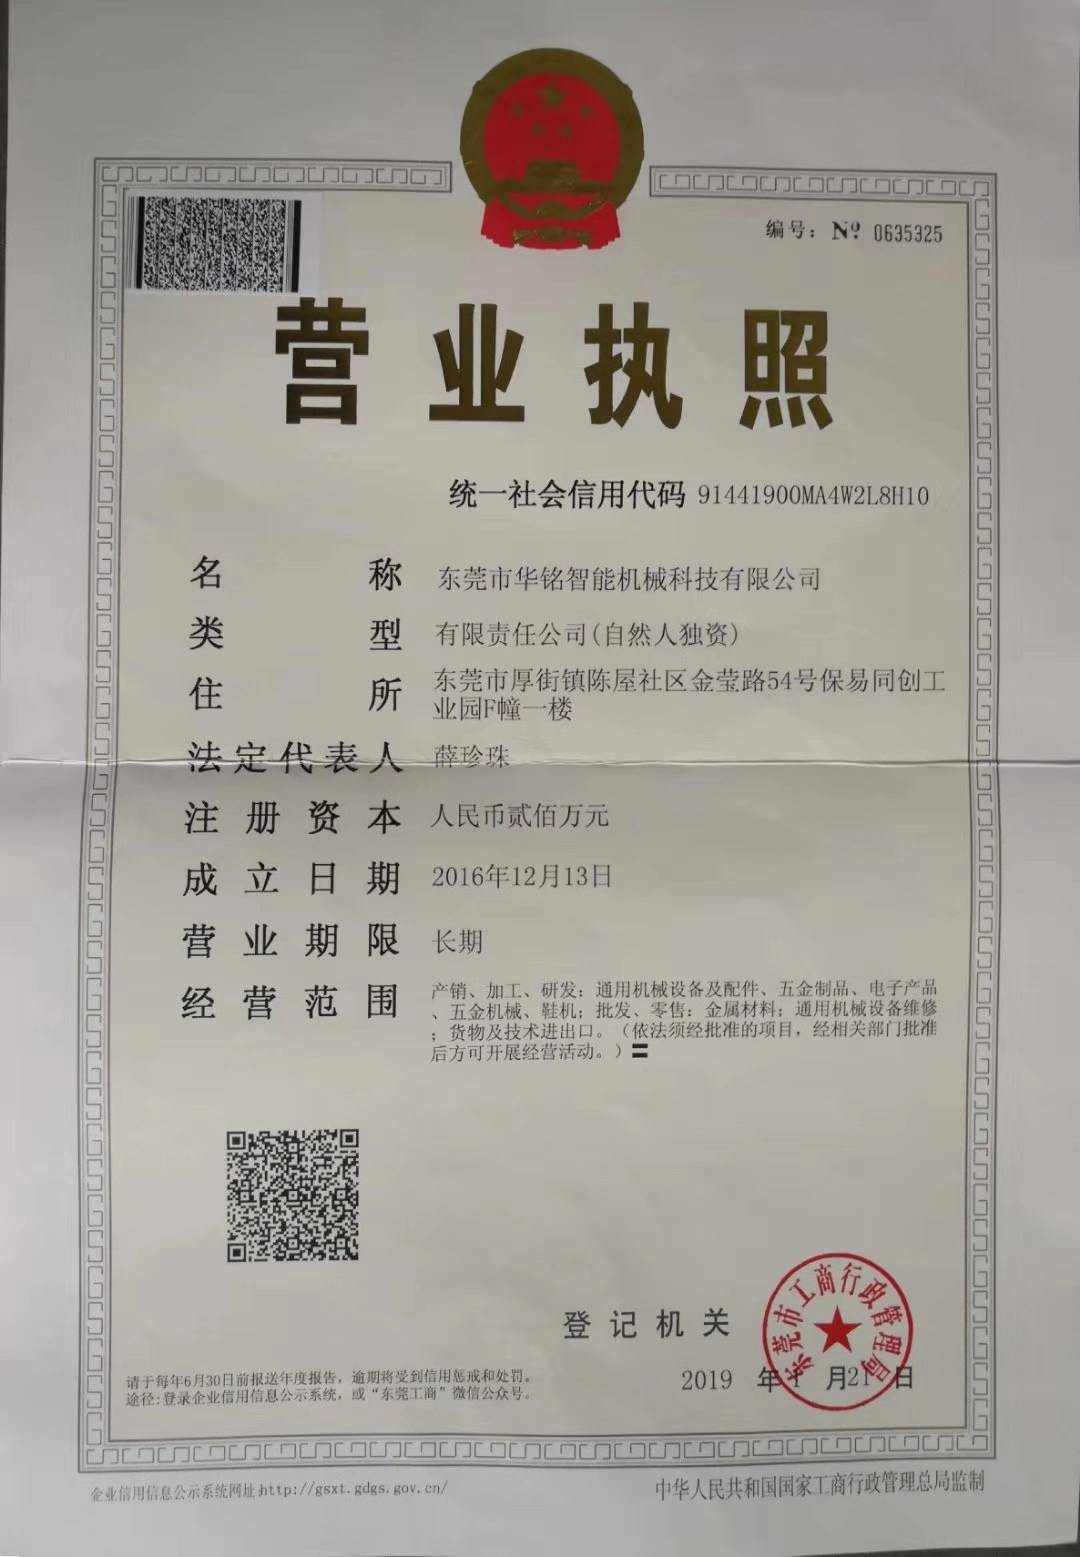 编号：№ 0635325
营业执照
统一社会信用代码 91441900MA4W2L8H10
名称 东莞市华铭智能机械科技有限公司
类型 有限责任公司(自然人独资)
住所 东莞市厚街镇陈屋社区金莹路54号保易同创工
业园F幢一楼
法定代表人 薛珍珠
注册资本 人民币贰佰万元
成立日期 2016年12月13日
营业期限 长期
经营范围 产销、加工、研发：通用机械设备及配件、五金制品、电子产品
、五金机械、鞋机；批发、零售：金属材料；通用机械设备维修
；货物及技术进出口。（依法须经批准的项目，经相关部门批准
后方可开展经营活动。）〓
登记机关
东莞市工商行政管理局
2019 年 1 月 21 日
请于每年6月30日前报送年度报告，逾期将受到信用惩戒和处罚。
途径:登录企业信用信息公示系统，或“东莞工商”微信公众号。
企业信用信息公示系统网址:http://gsxt.gdgs.gov.cn/
中华人民共和国国家工商行政管理总局监制